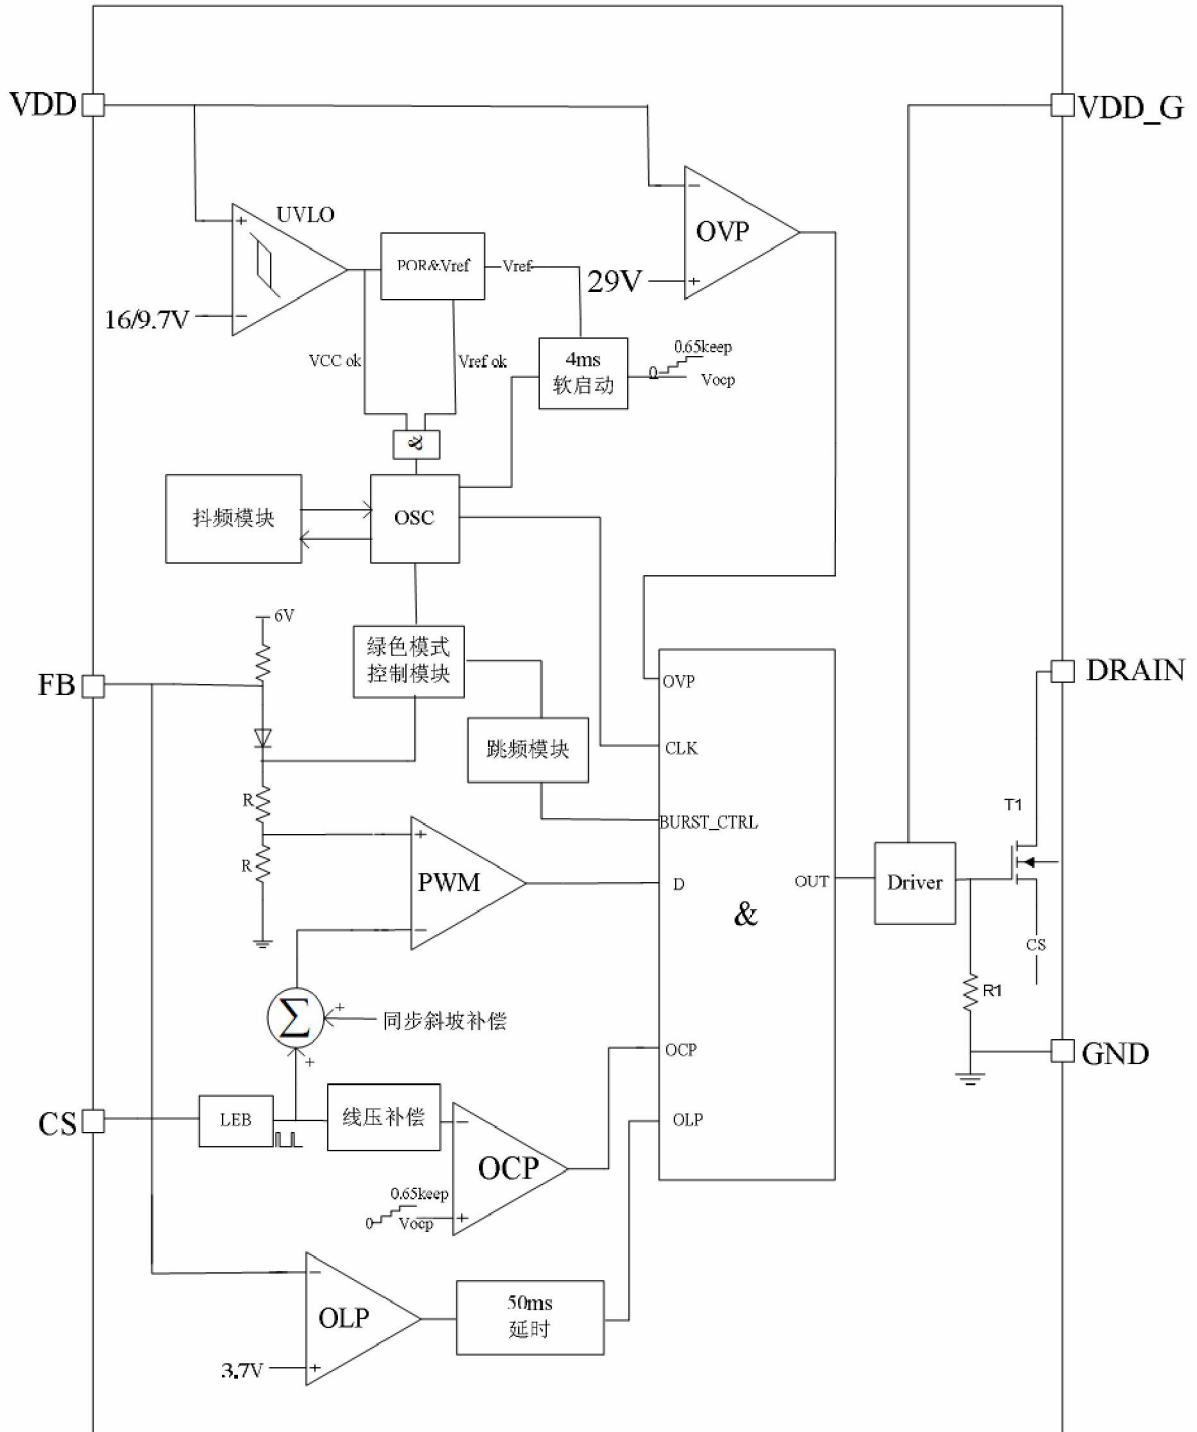 VDD
VDD_G
UVLO
+
16/9.7V
−
POR&Vref
Vref
VCC ok
Vref ok
−
OVP
29V
+
4ms
软启动
0.65keep
0
Vocp
&
抖频模块
OSC
6V
绿色模式
控制模块
FB
跳频模块
OVP
CLK
BURST_CTRL
DRAIN
T1
R
R
+
PWM
−
D
&
OUT
Driver
CS
R1
Σ
+
同步斜坡补偿
+
OCP
GND
CS
LEB
线压补偿
−
OCP
+
0.65keep
0
Vocp
OLP
−
OLP
3.7V
+
50ms
延时